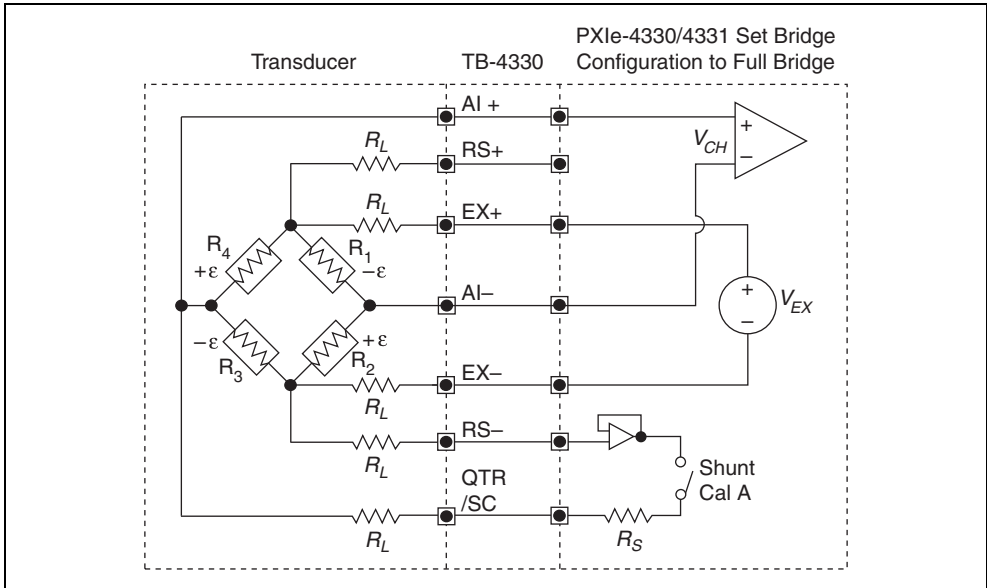 Transducer
TB-4330
PXIe-4330/4331 Set Bridge
Configuration to Full Bridge
AI +
R_L
RS+
R_L
EX+
R_4
+ε
R_1
−ε
AI−
−ε
R_3
+ε
R_2
EX−
R_L
RS−
R_L
QTR
/SC
R_L
V_CH
+
−
+
−
V_EX
Shunt
Cal A
R_S